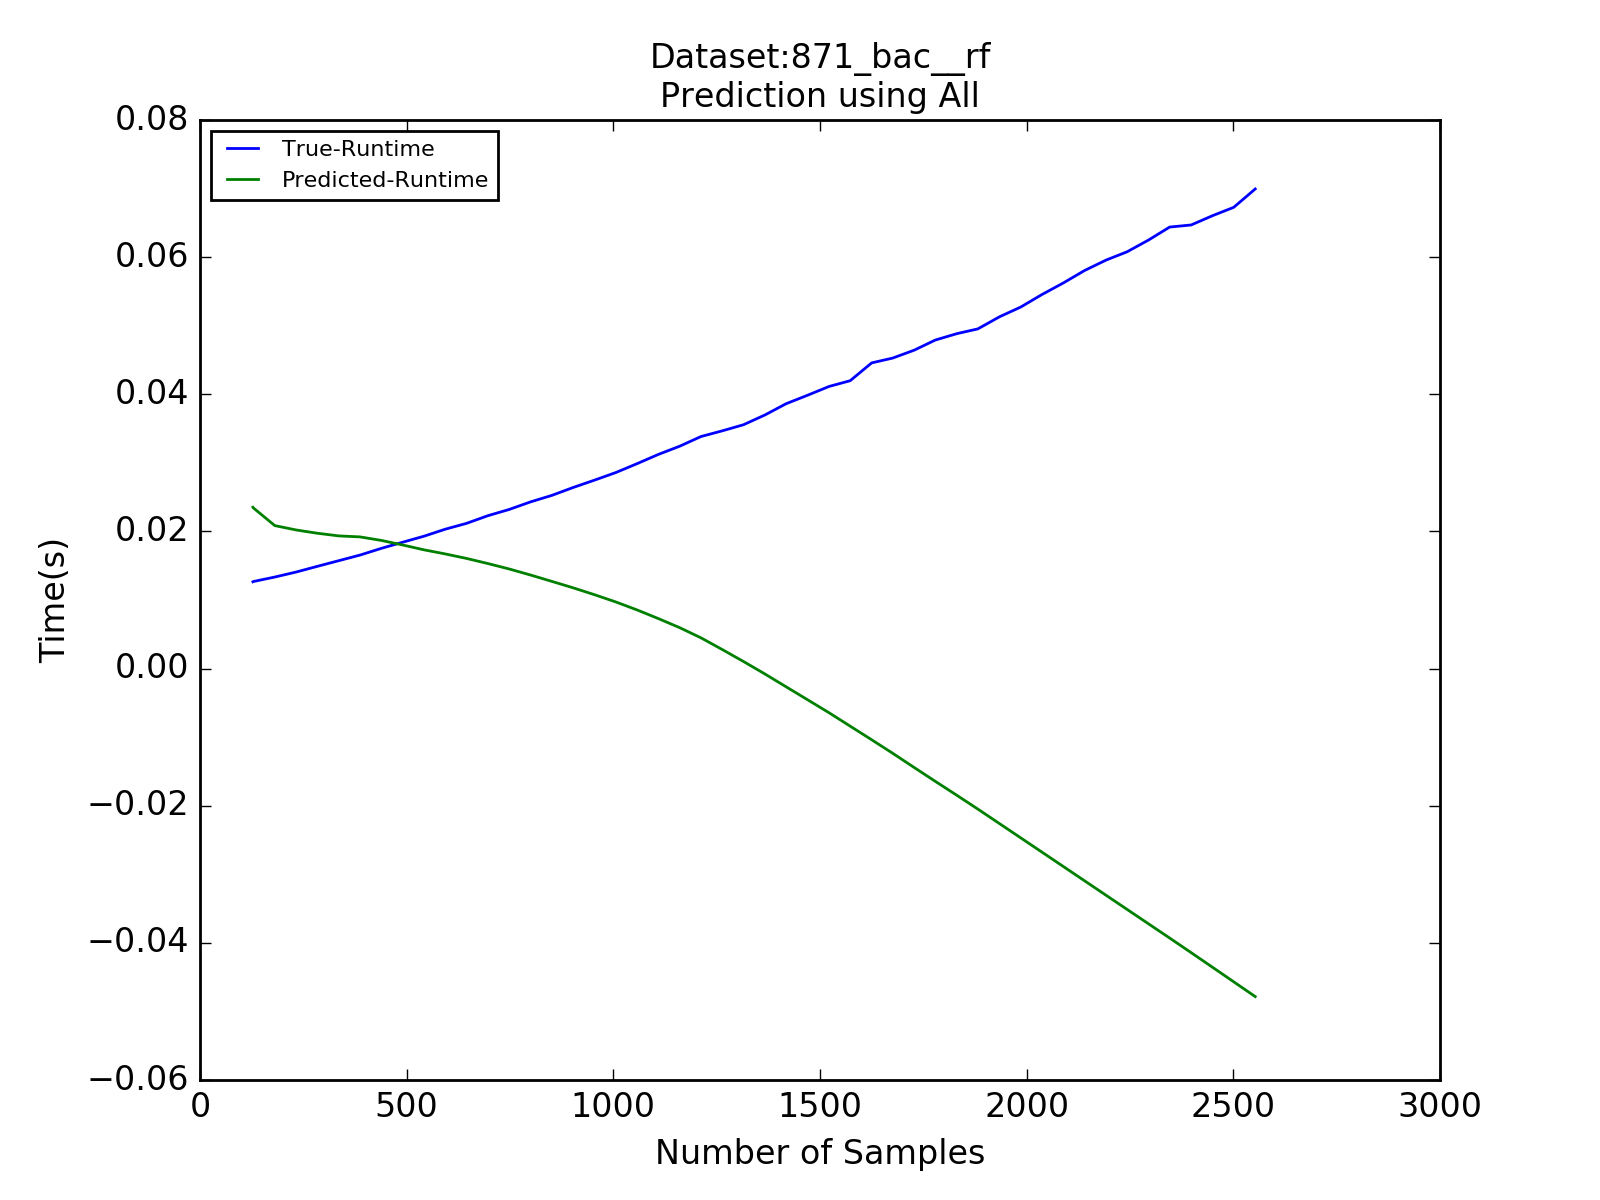 Dataset:871_bac__rf
Prediction using All
True-Runtime
Predicted-Runtime
0.08
0.06
0.04
0.02
0.00
−0.02
−0.04
−0.06
Time(s)
0 500 1000 1500 2000 2500 3000
Number of Samples